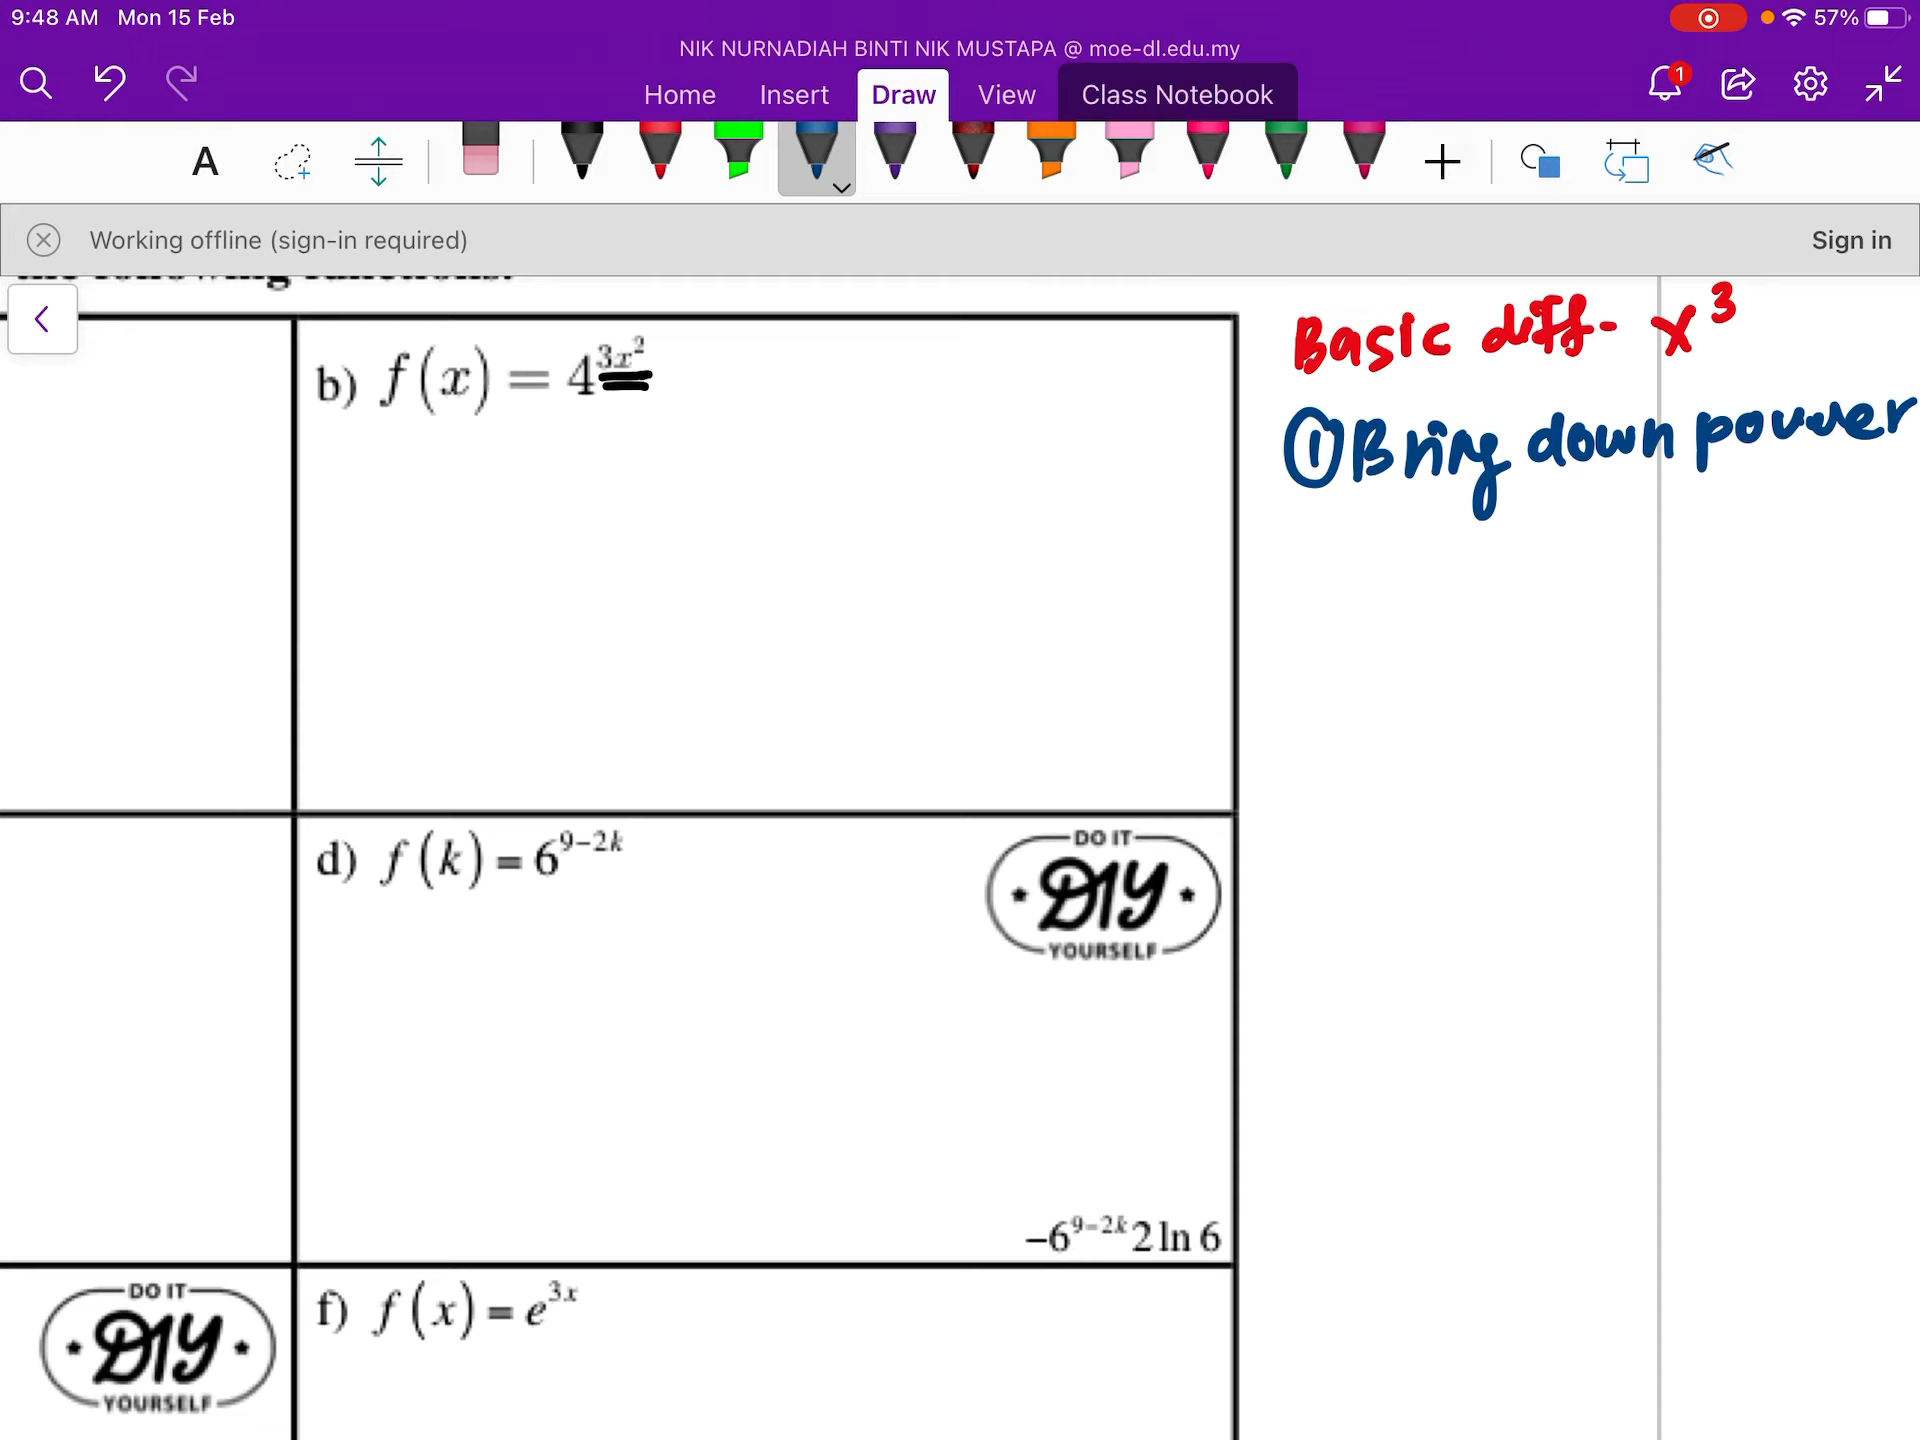 9:48 AM Mon 15 Feb
57%
NIK NURNADIAH BINTI NIK MUSTAPA @ moe-dl.edu.my
Home Insert Draw View Class Notebook
1
A
Working offline (sign-in required)
Sign in
b) f(x) = 4^{3x^2}
Basic diff- x^3
① Bring down power
d) f(k) = 6^{9-2k}
DO IT
DIY
YOURSELF
-6^{9-2k} 2 ln 6
DO IT
DIY
YOURSELF
f) f(x) = e^{3x}